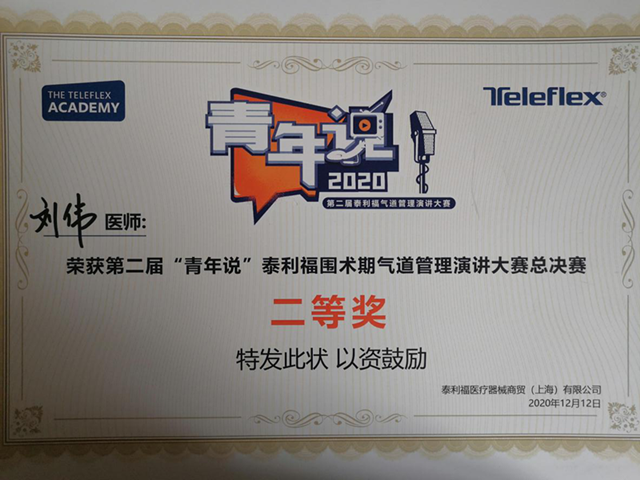 THE TELEFLEX
ACADEMY
Teleflex®
青年说
2020
第二届泰利福气道管理演讲大赛
刘伟 医师:
荣获第二届“青年说”泰利福围术期气道管理演讲大赛总决赛
二等奖
特发此状 以资鼓励
泰利福医疗器械商贸（上海）有限公司
2020年12月12日